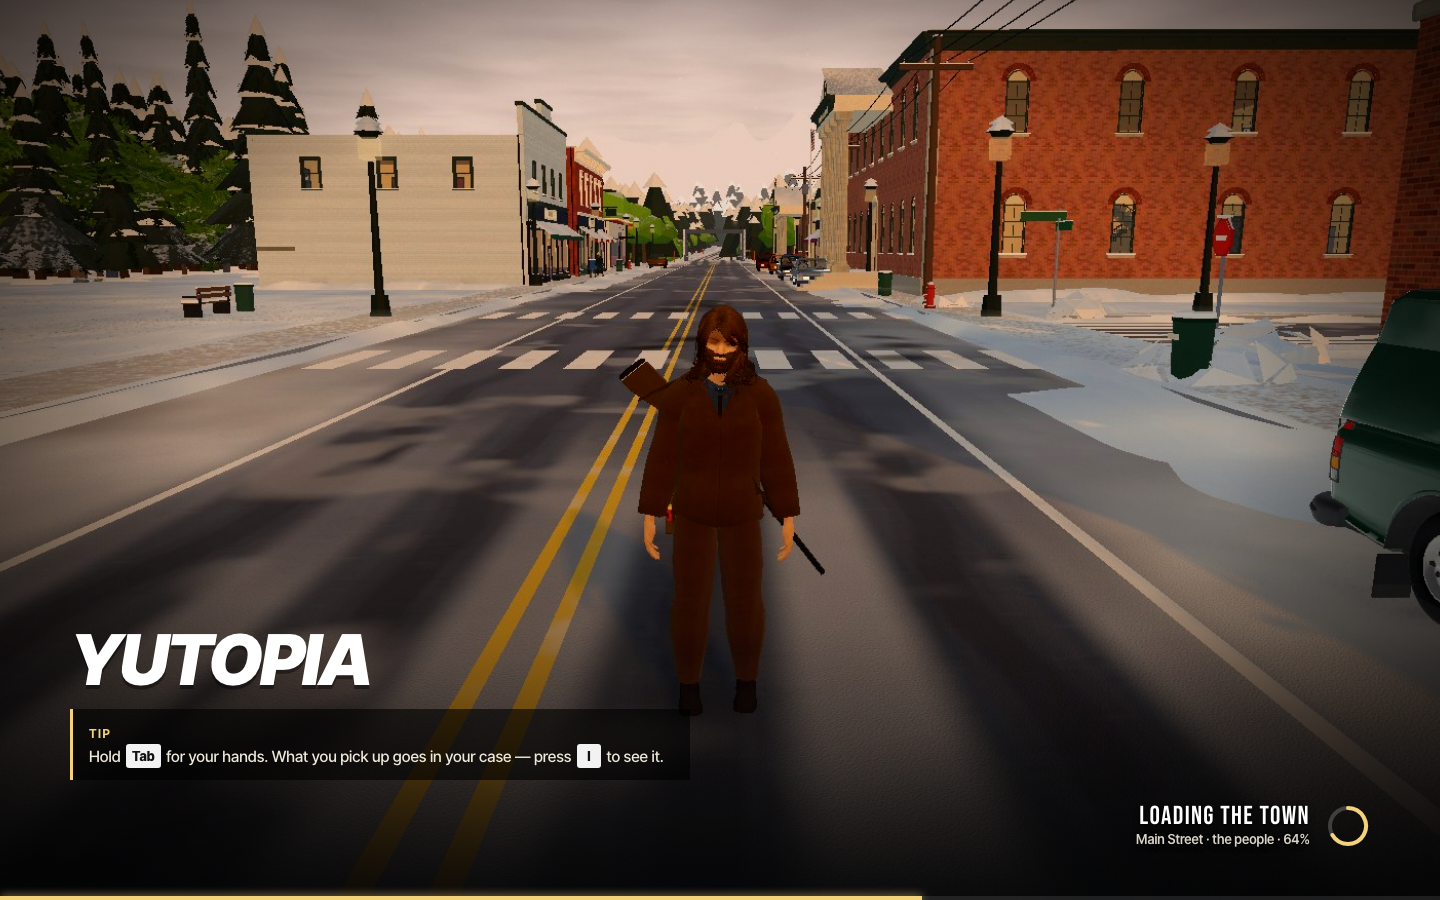 YUTOPIA
TIP
Hold Tab for your hands. What you pick up goes in your case — press I to see it.
LOADING THE TOWN
Main Street · the people · 64%